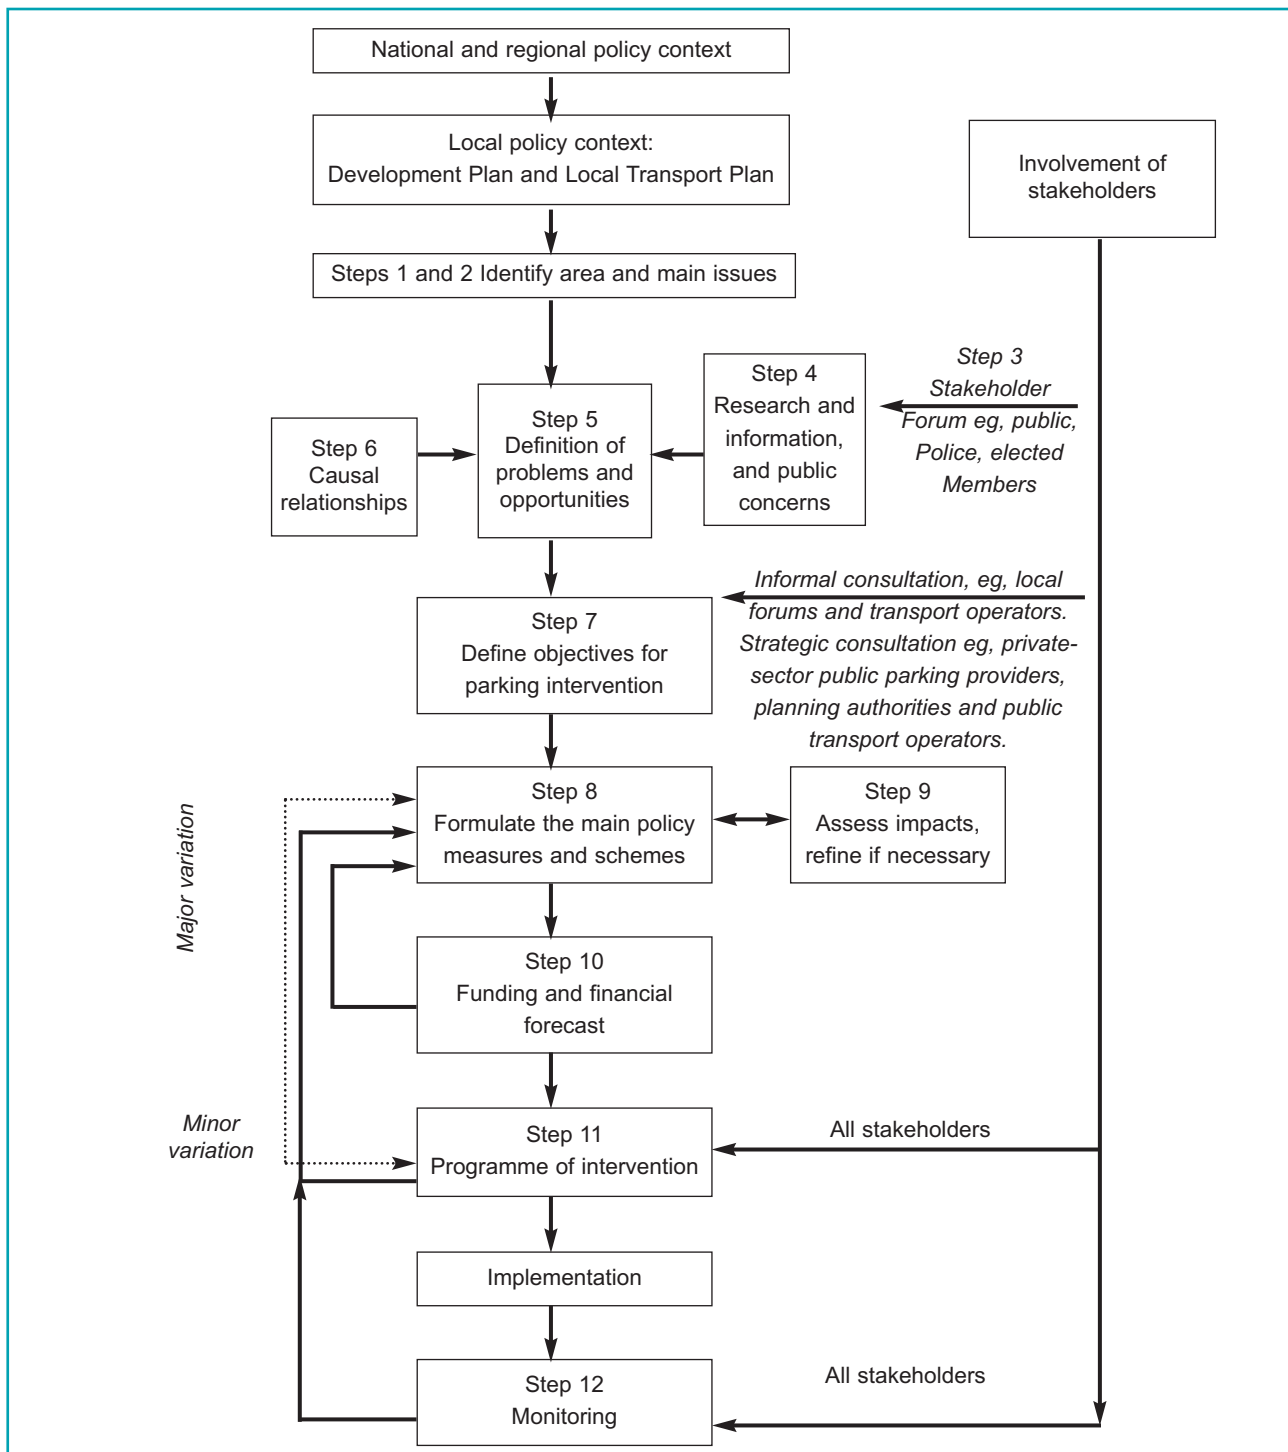 National and regional policy context
Local policy context:
Development Plan and Local Transport Plan
Involvement of
stakeholders
Steps 1 and 2 Identify area and main issues
Step 3
Stakeholder
Forum eg, public,
Police, elected
Members
Step 4
Research and
information,
and public
concerns
Step 5
Definition of
problems and
opportunities
Step 6
Causal
relationships
Informal consultation, eg, local
forums and transport operators.
Strategic consultation eg, private-
sector public parking providers,
planning authorities and public
transport operators.
Step 7
Define objectives for
parking intervention
Step 8
Formulate the main policy
measures and schemes
Step 9
Assess impacts,
refine if necessary
Major variation
Step 10
Funding and financial
forecast
Minor
variation
Step 11
Programme of intervention
All stakeholders
Implementation
Step 12
Monitoring
All stakeholders